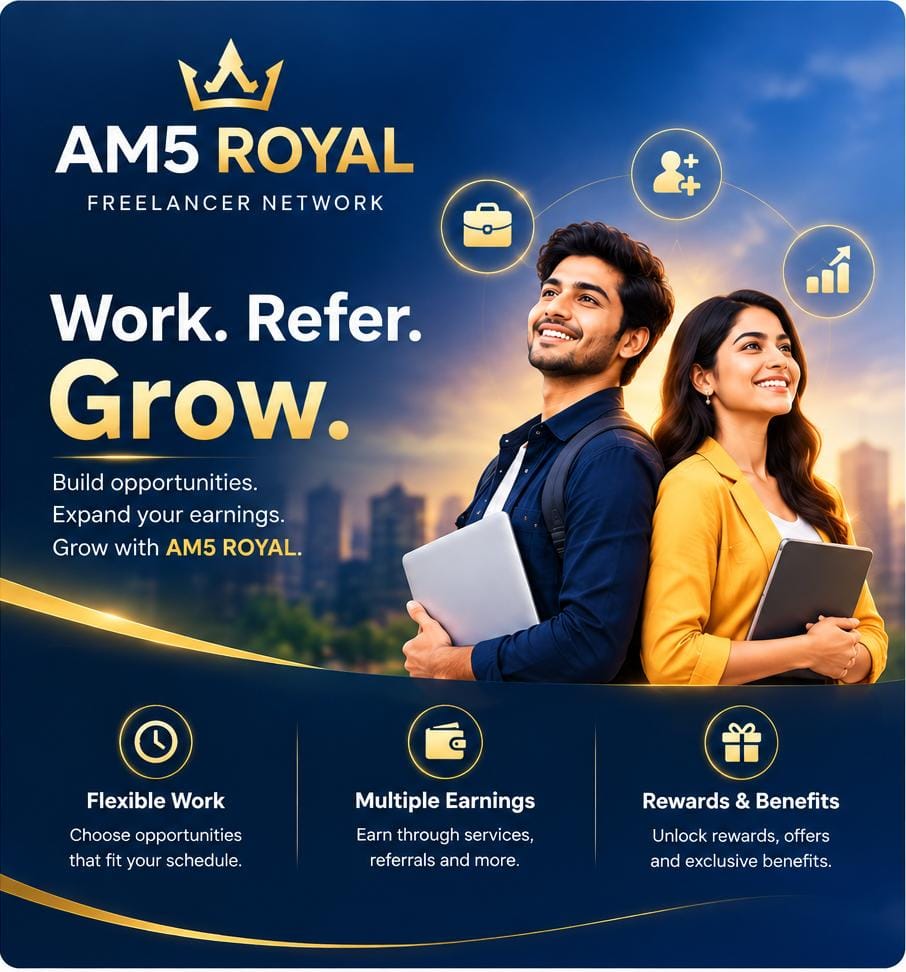 AM5 ROYAL
FREELANCER NETWORK
Work. Refer.
Grow.
Build opportunities.
Expand your earnings.
Grow with AM5 ROYAL.
Flexible Work
Choose opportunities
that fit your schedule.
Multiple Earnings
Earn through services,
referrals and more.
Rewards & Benefits
Unlock rewards, offers
and exclusive benefits.